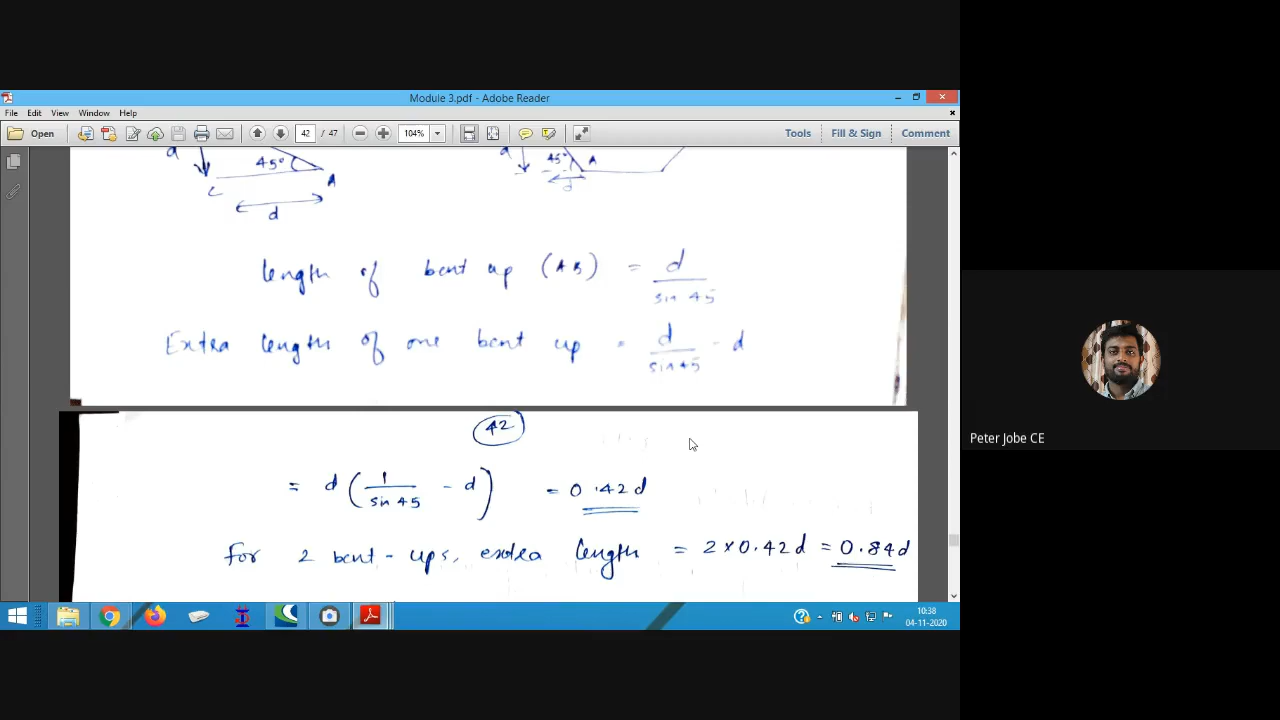 Module 3.pdf - Adobe Reader
File Edit View Window Help
Open 42 / 47 104% Tools Fill & Sign Comment
d 45° A
C
d
d 45° A
d
length of bent up (AB) = d / sin 45
Extra length of one bent up = d / sin 45 - d
42
= d ( 1 / sin 45 - d ) = 0.42d
For 2 bent-ups, extra length = 2 x 0.42d = 0.84d
Peter Jobe CE
10:38
04-11-2020